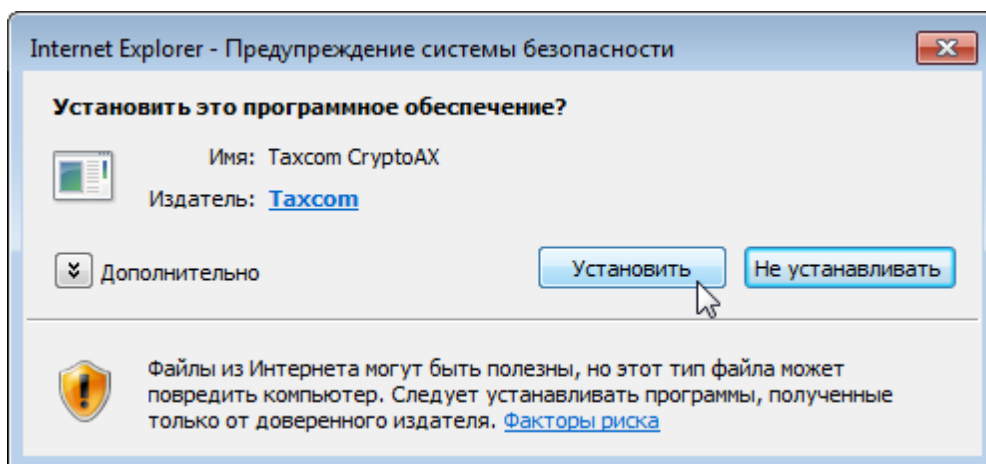 Internet Explorer - Предупреждение системы безопасности
Установить это программное обеспечение?
Имя: Taxcom CryptoAX
Издатель: Taxcom
Дополнительно
Установить
Не устанавливать
Файлы из Интернета могут быть полезны, но этот тип файла может
повредить компьютер. Следует устанавливать программы, полученные
только от доверенного издателя. Факторы риска